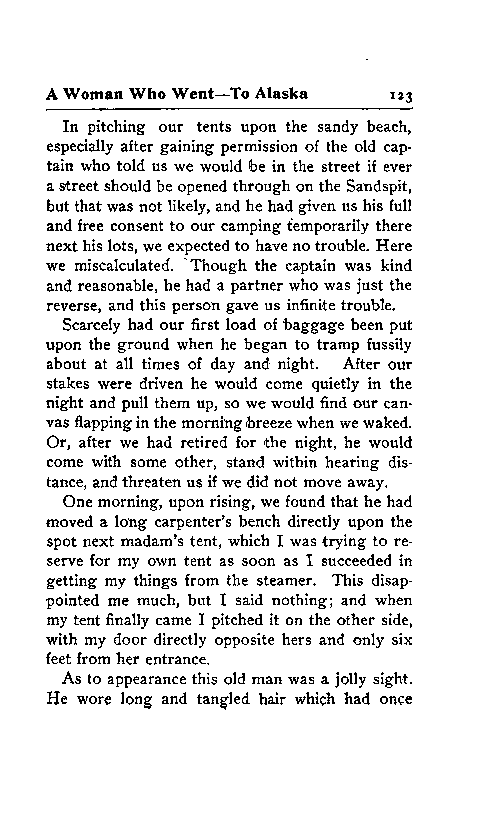 A Woman Who Went—To Alaska 123
In pitching our tents upon the sandy beach,
especially after gaining permission of the old cap-
tain who told us we would be in the street if ever
a street should be opened through on the Sandspit,
but that was not likely, and he had given us his full
and free consent to our camping temporarily there
next his lots, we expected to have no trouble. Here
we miscalculated. Though the captain was kind
and reasonable, he had a partner who was just the
reverse, and this person gave us infinite trouble.
Scarcely had our first load of baggage been put
upon the ground when he began to tramp fussily
about at all times of day and night. After our
stakes were driven he would come quietly in the
night and pull them up, so we would find our can-
vas flapping in the morning breeze when we waked.
Or, after we had retired for the night, he would
come with some other, stand within hearing dis-
tance, and threaten us if we did not move away.
One morning, upon rising, we found that he had
moved a long carpenter's bench directly upon the
spot next madam's tent, which I was trying to re-
serve for my own tent as soon as I succeeded in
getting my things from the steamer. This disap-
pointed me much, but I said nothing; and when
my tent finally came I pitched it on the other side,
with my door directly opposite hers and only six
feet from her entrance.
As to appearance this old man was a jolly sight.
He wore long and tangled hair which had once